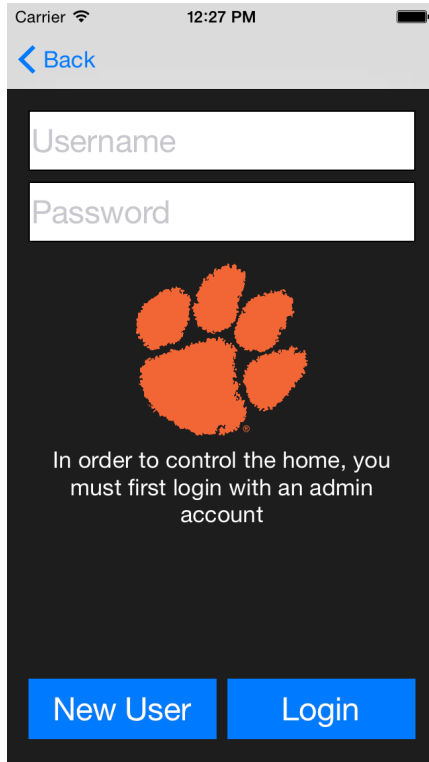 Carrier 12:27 PM
Back
Username
Password
®
In order to control the home, you
must first login with an admin
account
New User Login